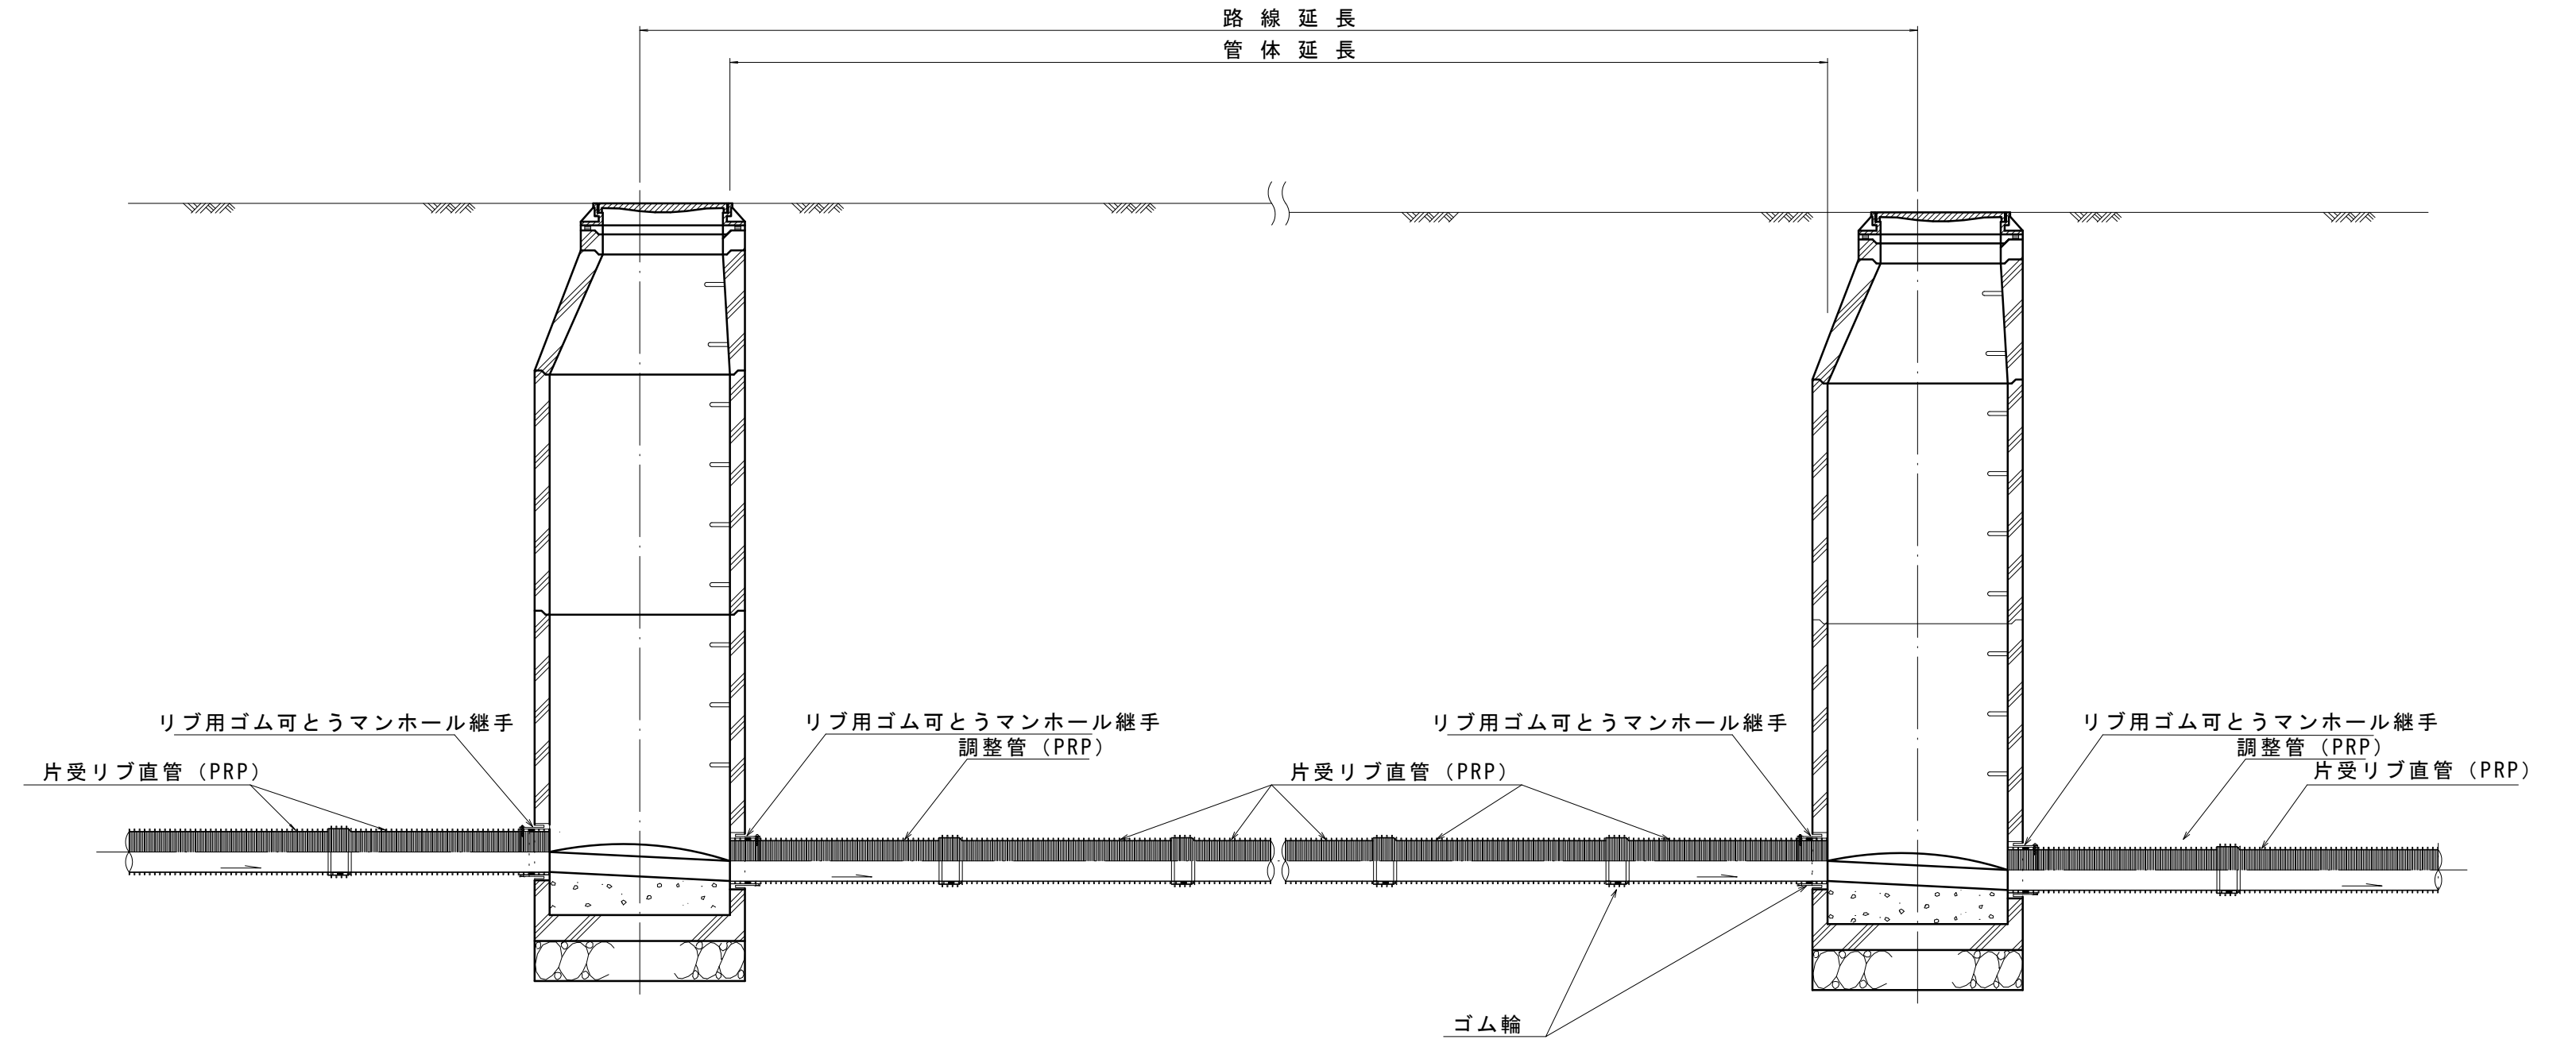 路線延長
管体延長
リブ用ゴム可とうマンホール継手
片受リブ直管（PRP）
リブ用ゴム可とうマンホール継手
調整管（PRP）
片受リブ直管（PRP）
リブ用ゴム可とうマンホール継手
リブ用ゴム可とうマンホール継手
調整管（PRP）
片受リブ直管（PRP）
ゴム輪